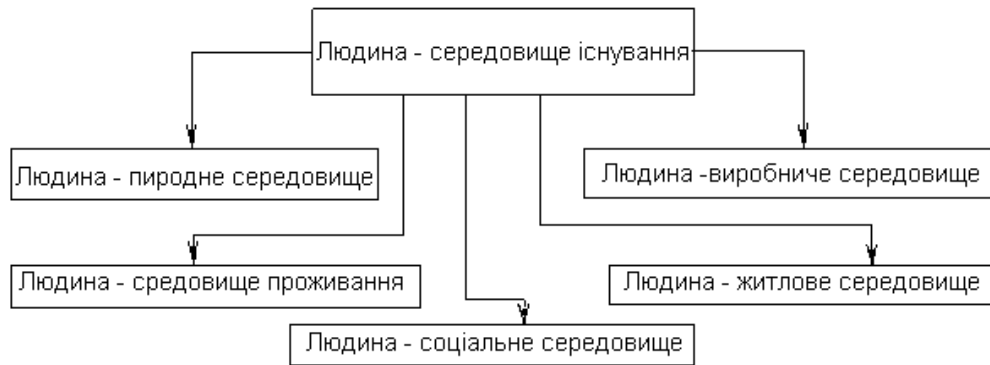 Людина - середовище існування
Людина - пиродне середовище
Людина -виробниче середовище
Людина - средовище проживання
Людина - житлове середовище
Людина - соціальне середовище